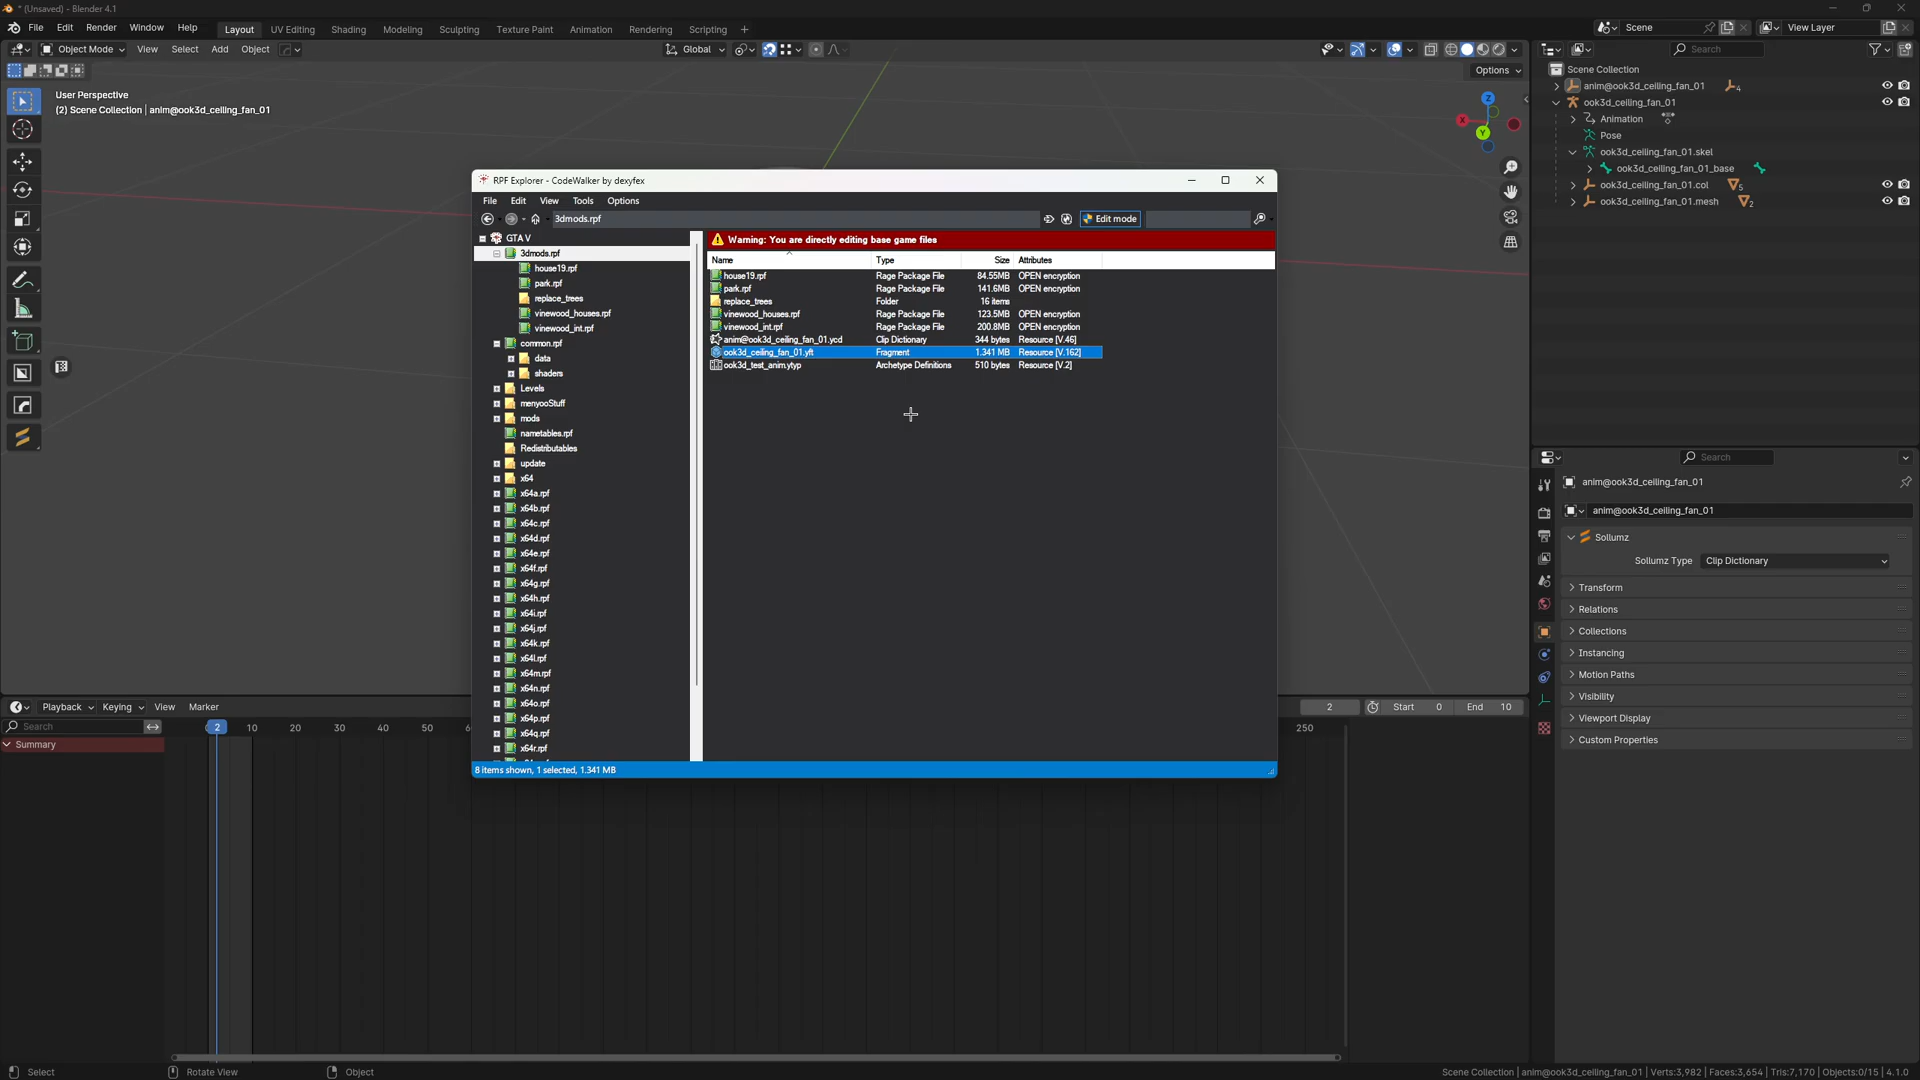 * (Unsaved) - Blender 4.1
File Edit Render Window Help Layout UV Editing Shading Modeling Sculpting Texture Paint Animation Rendering Scripting + Scene View Layer
Object Mode View Select Add Object Global Search
Options
User Perspective
(2) Scene Collection | anim@ook3d_ceiling_fan_01
Z
X
Y
Scene Collection
anim@ook3d_ceiling_fan_01 4
ook3d_ceiling_fan_01
Animation
Pose
ook3d_ceiling_fan_01.skel
ook3d_ceiling_fan_01_base
ook3d_ceiling_fan_01.col 5
ook3d_ceiling_fan_01.mesh 2
RPF Explorer - CodeWalker by dexyfex
File Edit View Tools Options
3dmods.rpf Edit mode
GTA V
3dmods.rpf
house19.rpf
park.rpf
replace_trees
vinewood_houses.rpf
vinewood_int.rpf
common.rpf
data
shaders
Levels
menyooStuff
mods
nametables.rpf
Redistributables
update
x64
x64a.rpf
x64b.rpf
x64c.rpf
x64d.rpf
x64e.rpf
x64f.rpf
x64g.rpf
x64h.rpf
x64i.rpf
x64j.rpf
x64k.rpf
x64l.rpf
x64m.rpf
x64n.rpf
x64o.rpf
x64p.rpf
x64q.rpf
x64r.rpf
Warning: You are directly editing base game files
Name Type Size Attributes
house19.rpf Rage Package File 84.55MB OPEN encryption
park.rpf Rage Package File 141.6MB OPEN encryption
replace_trees Folder 16 items
vinewood_houses.rpf Rage Package File 123.5MB OPEN encryption
vinewood_int.rpf Rage Package File 200.8MB OPEN encryption
anim@ook3d_ceiling_fan_01.ycd Clip Dictionary 344 bytes Resource [V.46]
ook3d_ceiling_fan_01.yft Fragment 1.341 MB Resource [V.162]
ook3d_test_anim.ytyp Archetype Definitions 510 bytes Resource [V.2]
8 items shown, 1 selected, 1.341 MB
Search
anim@ook3d_ceiling_fan_01
anim@ook3d_ceiling_fan_01
Sollumz
Sollumz Type Clip Dictionary
Transform
Relations
Collections
Instancing
Motion Paths
Visibility
Viewport Display
Custom Properties
Playback Keying View Marker 2 Start 0 End 10
Search 2 10 20 30 40 50 250
Summary
Select Rotate View Object Scene Collection | anim@ook3d_ceiling_fan_01 | Verts:3,982 | Faces:3,654 | Tris:7,170 | Objects:0/15 | 4.1.0